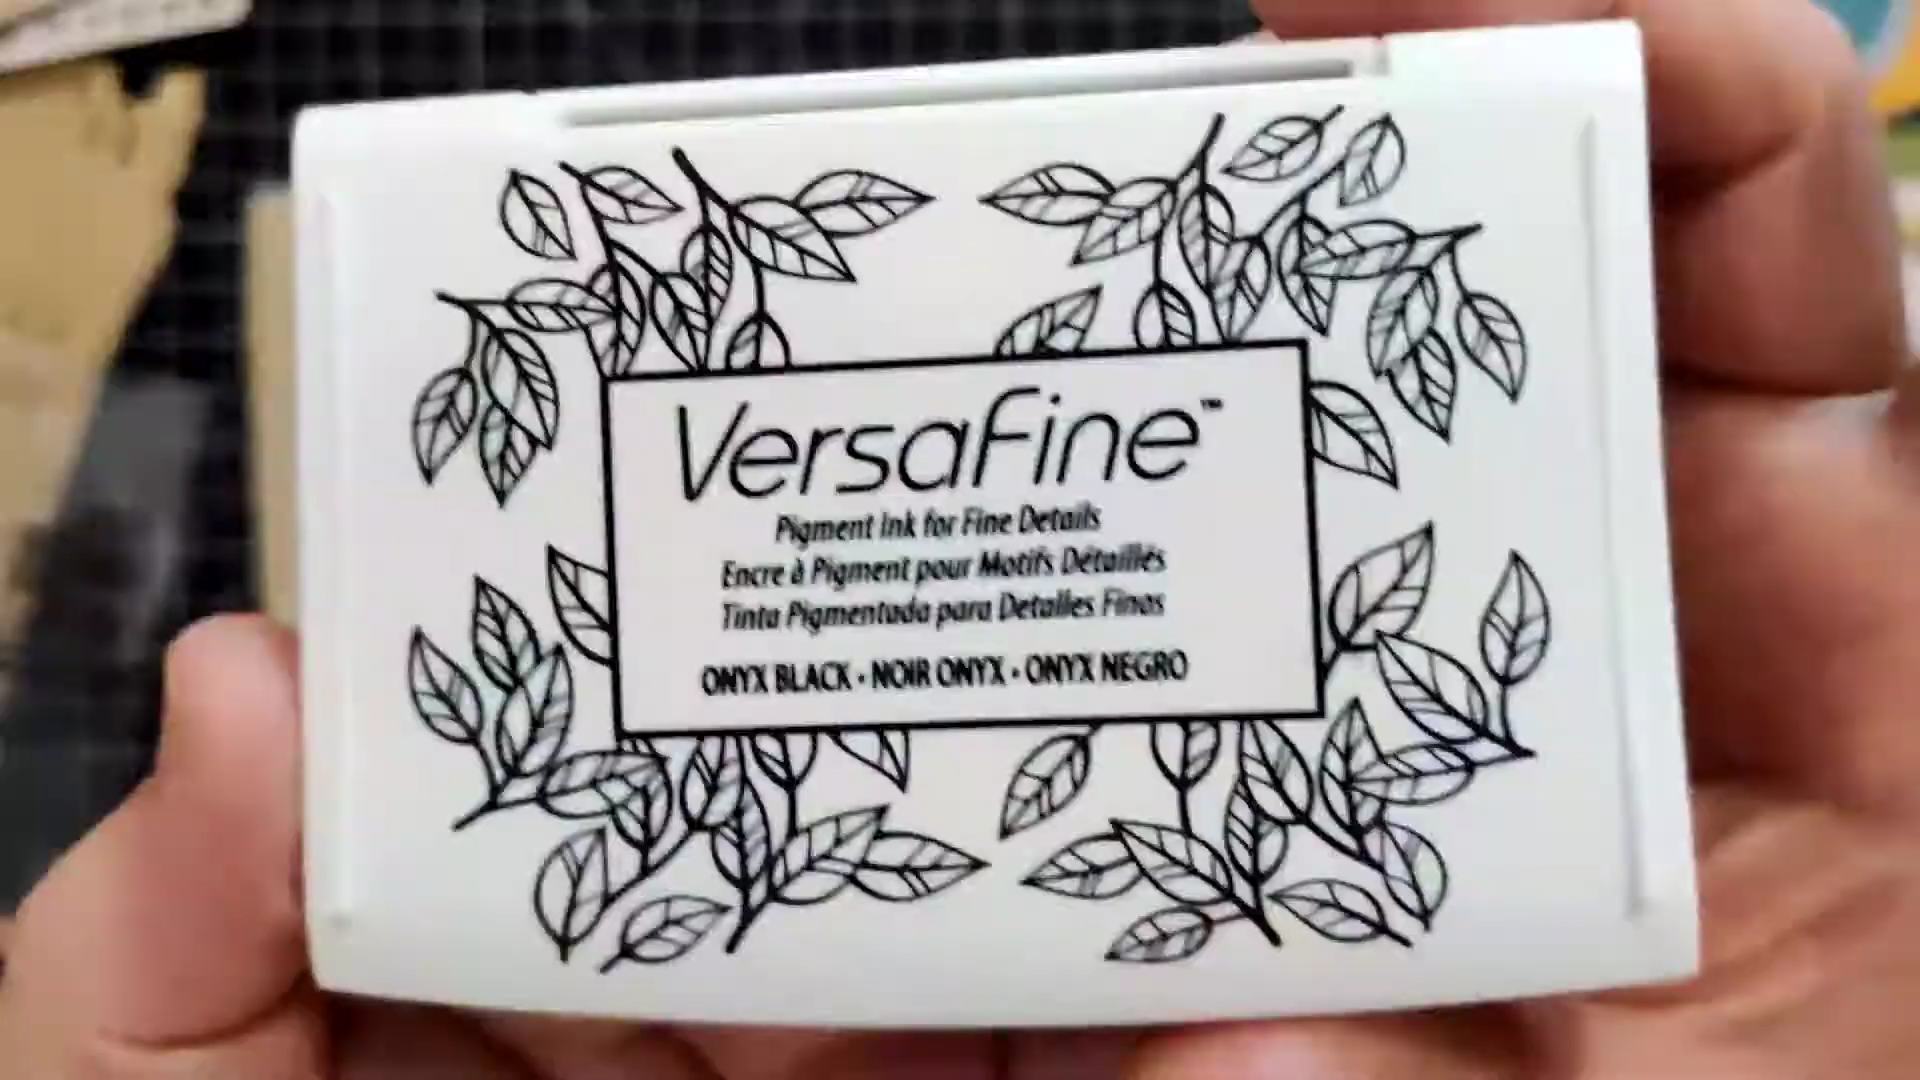 VersaFine™
Pigment Ink for Fine Details
Encre à Pigment pour Motifs Détaillés
Tinta Pigmentada para Detalles Finos
ONYX BLACK • NOIR ONYX • ONYX NEGRO